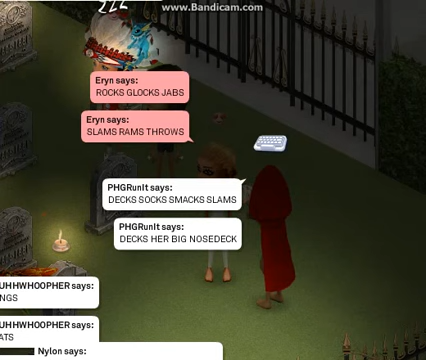 www.Bandicam.com
zzz
Eryn says:
ROCKS GLOCKS JABS
Eryn says:
SLAMS RAMS THROWS
PHGRunIt says:
DECKS SOCKS SMACKS SLAMS
PHGRunIt says:
DECKS HER BIG NOSEDECK
UHHWHOOPHER says:
NGS
UHHWHOOPHER says:
ATS
Nylon says: